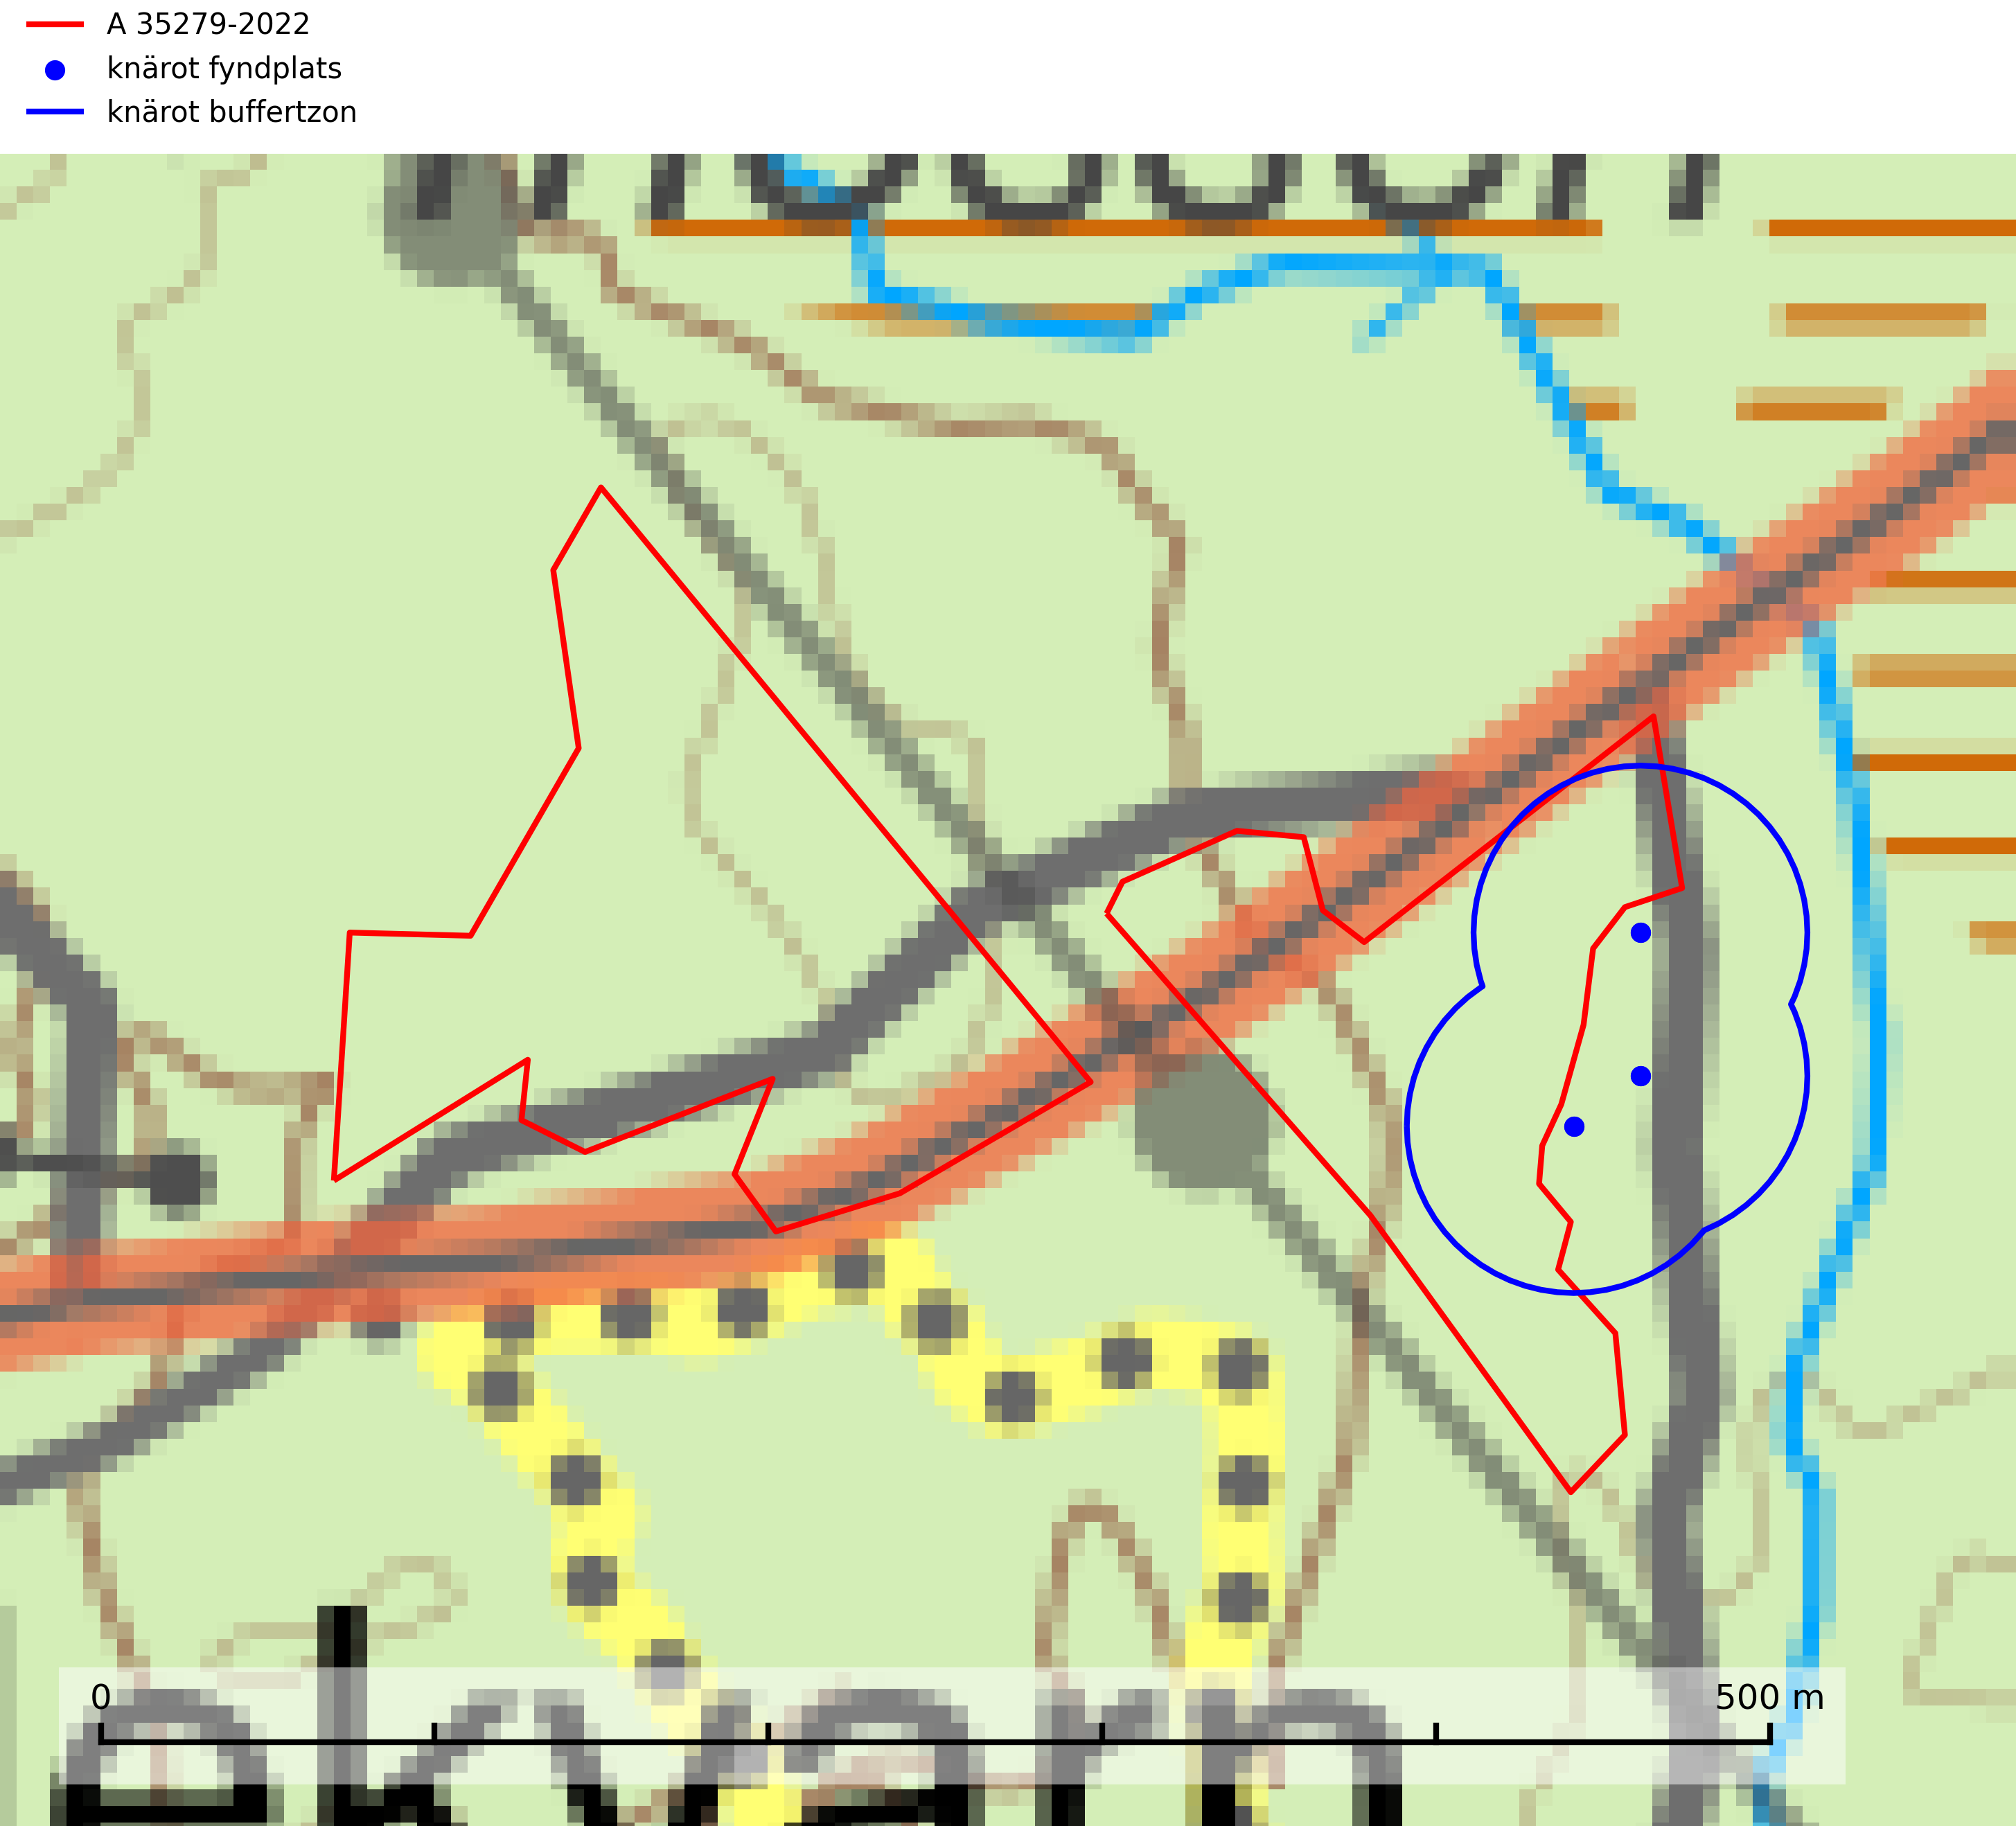 A 35279-2022
knärot fyndplats
knärot buffertzon
0 500 m